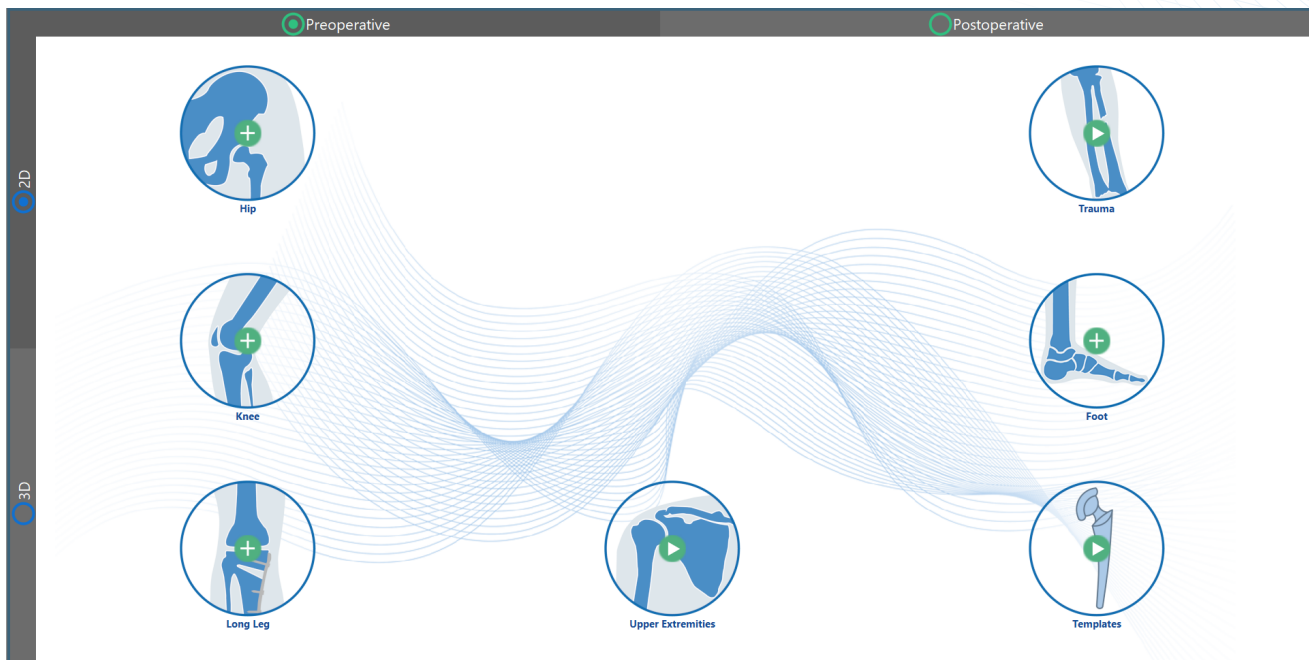 Preoperative
Postoperative
2D
3D
Hip
Trauma
Knee
Foot
Long Leg
Upper Extremities
Templates